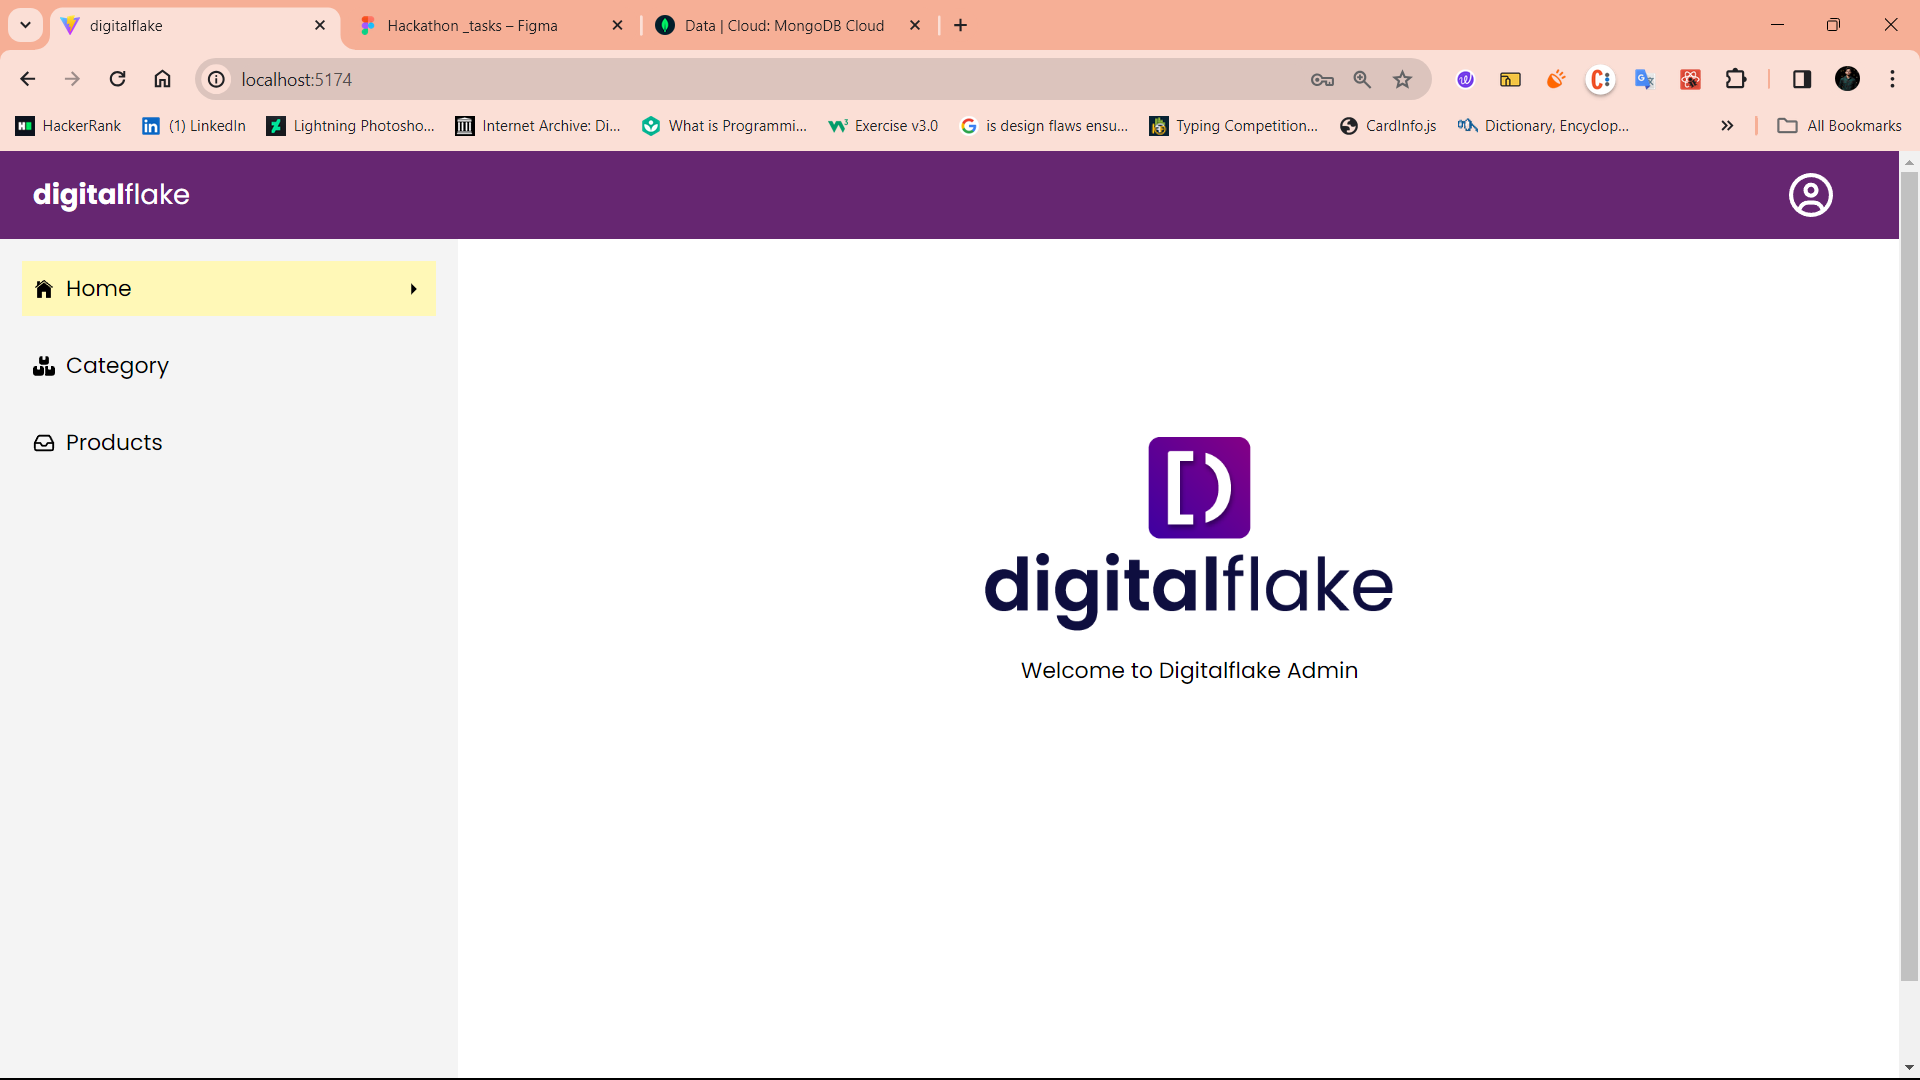 digitalflake
Hackathon _tasks – Figma
Data | Cloud: MongoDB Cloud
localhost:5174
HackerRank
(1) LinkedIn
Lightning Photosho...
Internet Archive: Di...
What is Programmi...
Exercise v3.0
is design flaws ensu...
Typing Competition...
CardInfo.js
Dictionary, Encyclop...
All Bookmarks
digitalflake
Home
Category
Products
digitalflake
Welcome to Digitalflake Admin